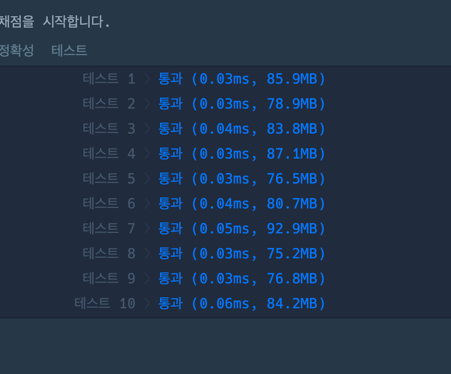 채점을 시작합니다.
정확성 테스트
테스트 1 〉 통과 (0.03ms, 85.9MB)
테스트 2 〉 통과 (0.03ms, 78.9MB)
테스트 3 〉 통과 (0.04ms, 83.8MB)
테스트 4 〉 통과 (0.03ms, 87.1MB)
테스트 5 〉 통과 (0.03ms, 76.5MB)
테스트 6 〉 통과 (0.04ms, 80.7MB)
테스트 7 〉 통과 (0.05ms, 92.9MB)
테스트 8 〉 통과 (0.03ms, 75.2MB)
테스트 9 〉 통과 (0.03ms, 76.8MB)
테스트 10 〉 통과 (0.06ms, 84.2MB)